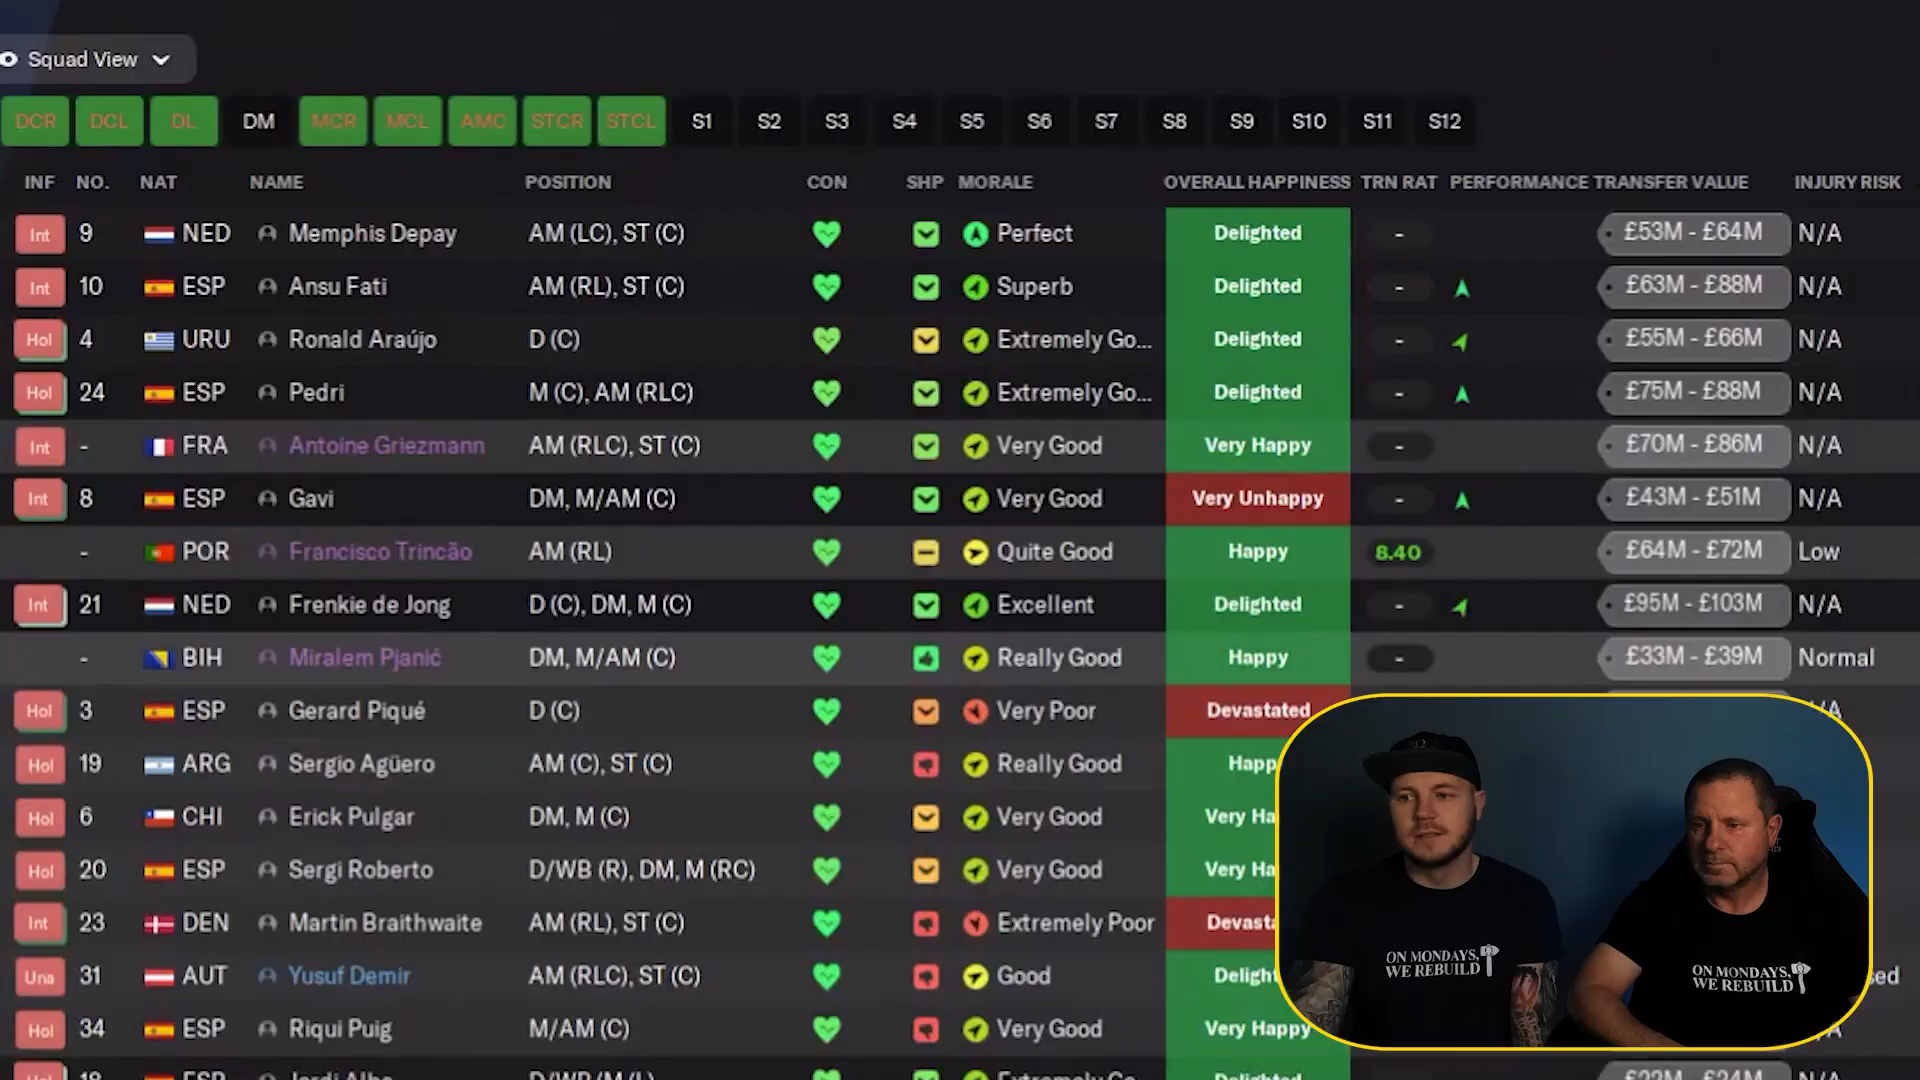 Squad View
DCR DCL DL DM MCR MCL AMC STCR STCL S1 S2 S3 S4 S5 S6 S7 S8 S9 S10 S11 S12
INF NO. NAT NAME POSITION CON SHP MORALE OVERALL HAPPINESS TRN RAT PERFORMANCE TRANSFER VALUE INJURY RISK
Int 9 NED Memphis Depay AM (LC), ST (C) Perfect Delighted - £53M - £64M N/A
Int 10 ESP Ansu Fati AM (RL), ST (C) Superb Delighted - £63M - £88M N/A
Hol 4 URU Ronald Araújo D (C) Extremely Go... Delighted - £55M - £66M N/A
Hol 24 ESP Pedri M (C), AM (RLC) Extremely Go... Delighted - £75M - £88M N/A
Int - FRA Antoine Griezmann AM (RLC), ST (C) Very Good Very Happy - £70M - £86M N/A
Int 8 ESP Gavi DM, M/AM (C) Very Good Very Unhappy - £43M - £51M N/A
- POR Francisco Trincão AM (RL) Quite Good Happy 8.40 £64M - £72M Low
Int 21 NED Frenkie de Jong D (C), DM, M (C) Excellent Delighted - £95M - £103M N/A
- BIH Miralem Pjanić DM, M/AM (C) Really Good Happy - £33M - £39M Normal
Hol 3 ESP Gerard Piqué D (C) Very Poor Devastated
Hol 19 ARG Sergio Agüero AM (C), ST (C) Really Good Happ
Hol 6 CHI Erick Pulgar DM, M (C) Very Good Very Ha
Hol 20 ESP Sergi Roberto D/WB (R), DM, M (RC) Very Good Very Ha
Int 23 DEN Martin Braithwaite AM (RL), ST (C) Extremely Poor Devasta
Una 31 AUT Yusuf Demir AM (RLC), ST (C) Good Deligh
Hol 34 ESP Riqui Puig M/AM (C) Very Good Very Happy
ON MONDAYS,
WE REBUILD
ON MONDAYS,
WE REBUILD